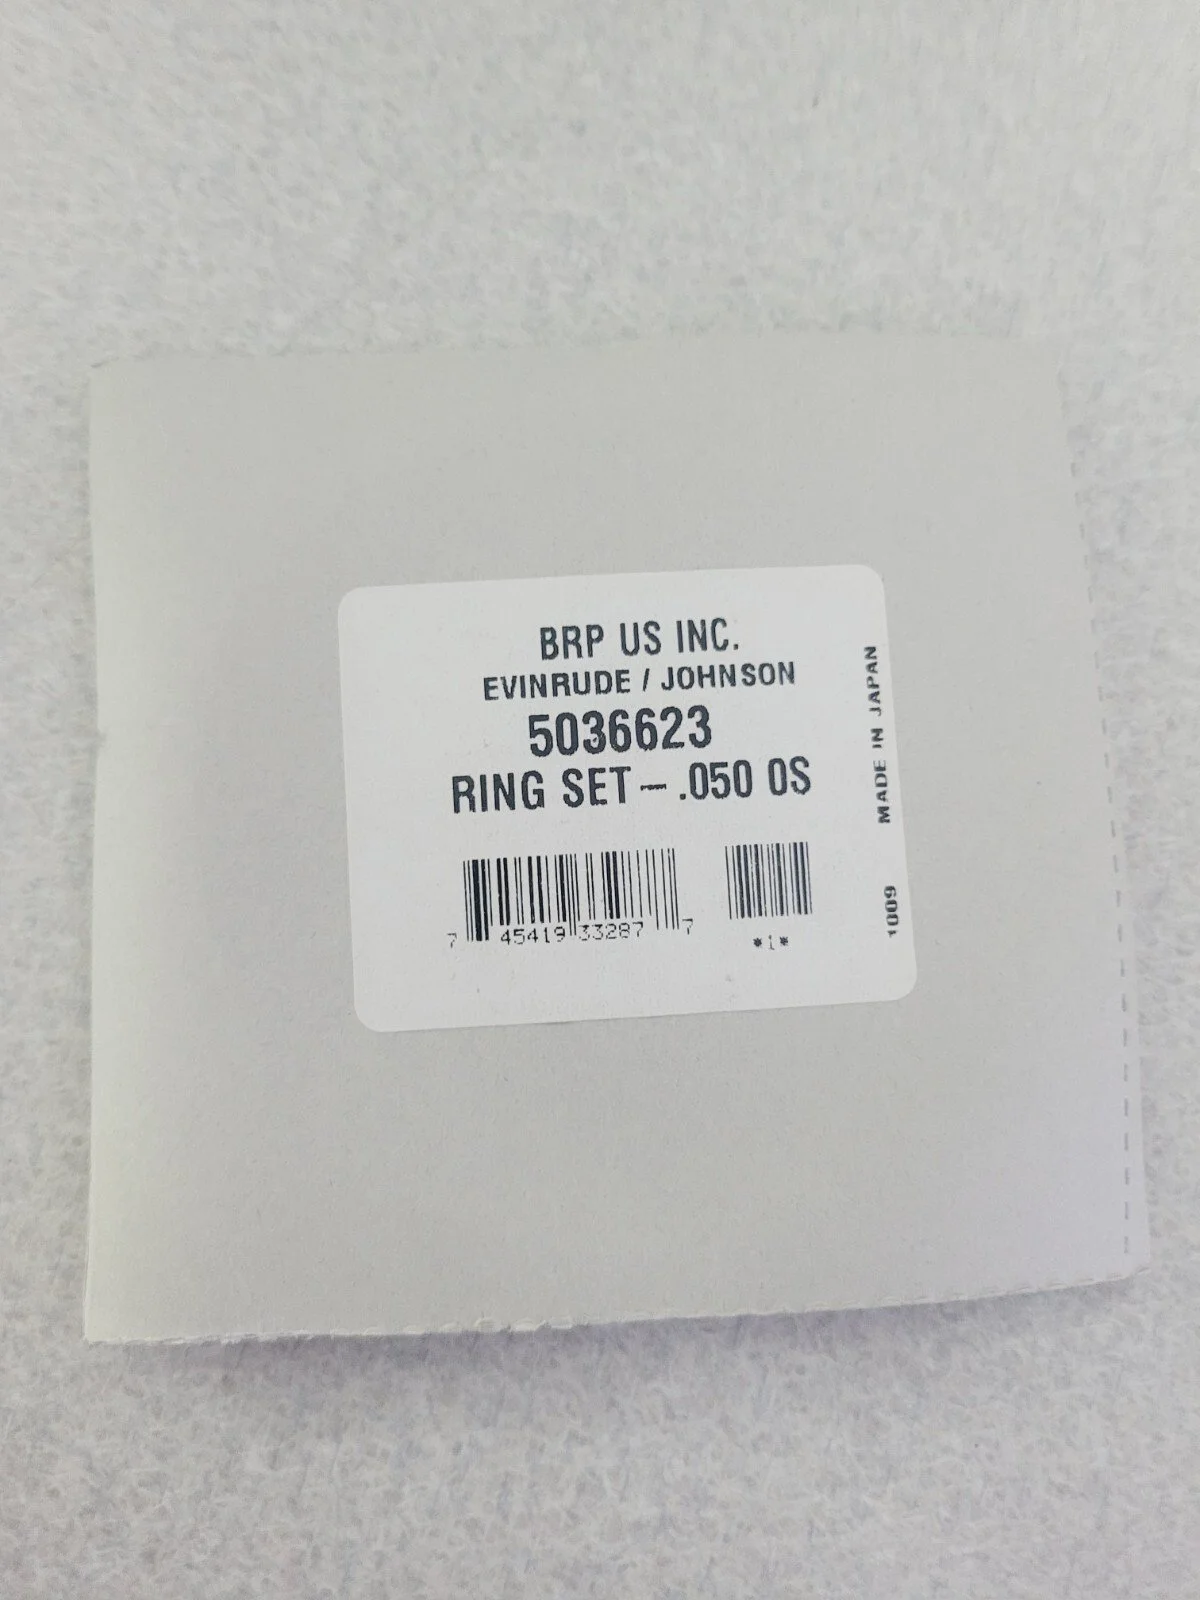 BRP US INC.
EVINRUDE / JOHNSON
5036623
RING SET - .050 OS
7 45419 33287 7
*1*
MADE IN JAPAN
1009